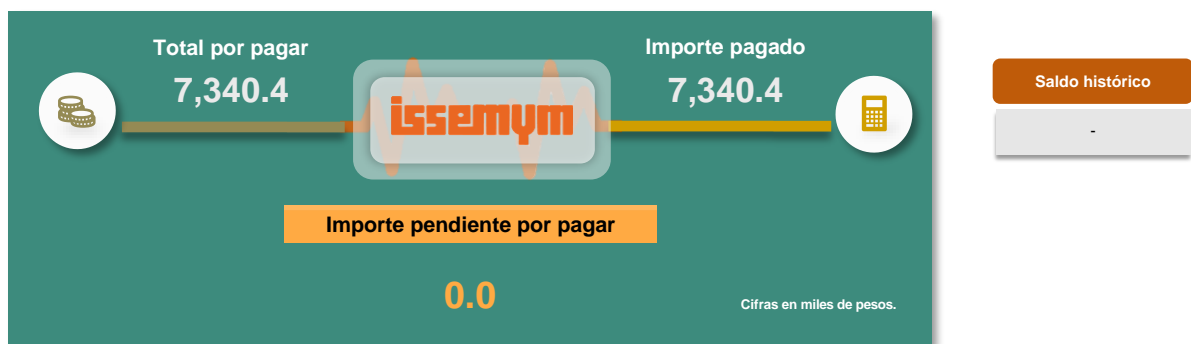 Total por pagar
7,340.4
issemym
Importe pagado
7,340.4
Importe pendiente por pagar
0.0
Cifras en miles de pesos.
Saldo histórico
-